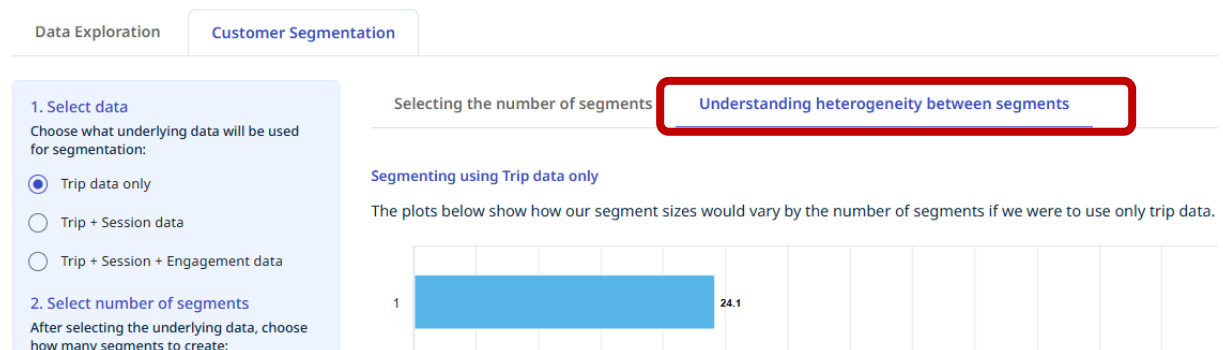 Data Exploration
Customer Segmentation
1. Select data
Choose what underlying data will be used
for segmentation:
Trip data only
Trip + Session data
Trip + Session + Engagement data
2. Select number of segments
After selecting the underlying data, choose
how many segments to create:
Selecting the number of segments
Understanding heterogeneity between segments
Segmenting using Trip data only
The plots below show how our segment sizes would vary by the number of segments if we were to use only trip data.
1
24.1